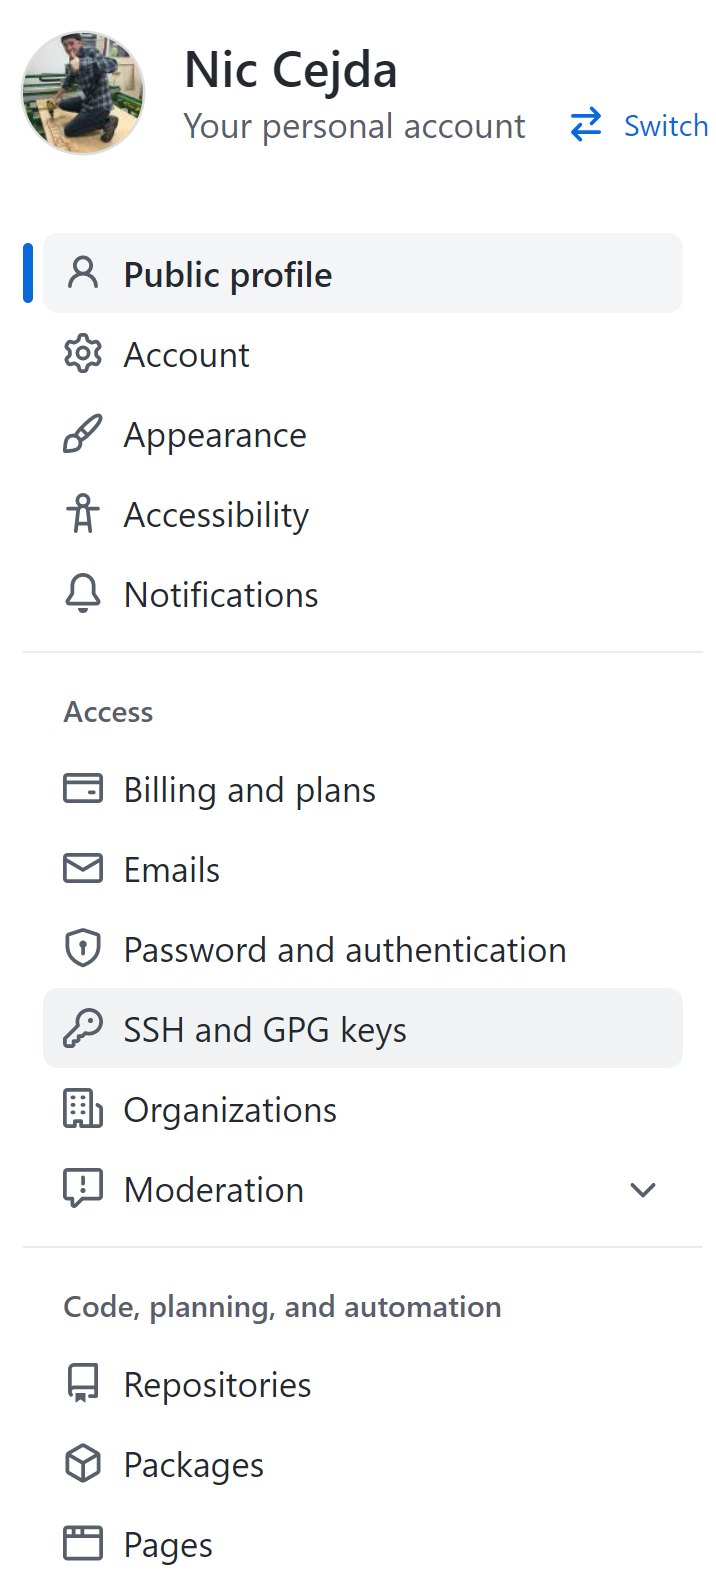 Nic Cejda
Your personal account Switch
Public profile
Account
Appearance
Accessibility
Notifications
Access
Billing and plans
Emails
Password and authentication
SSH and GPG keys
Organizations
Moderation
Code, planning, and automation
Repositories
Packages
Pages